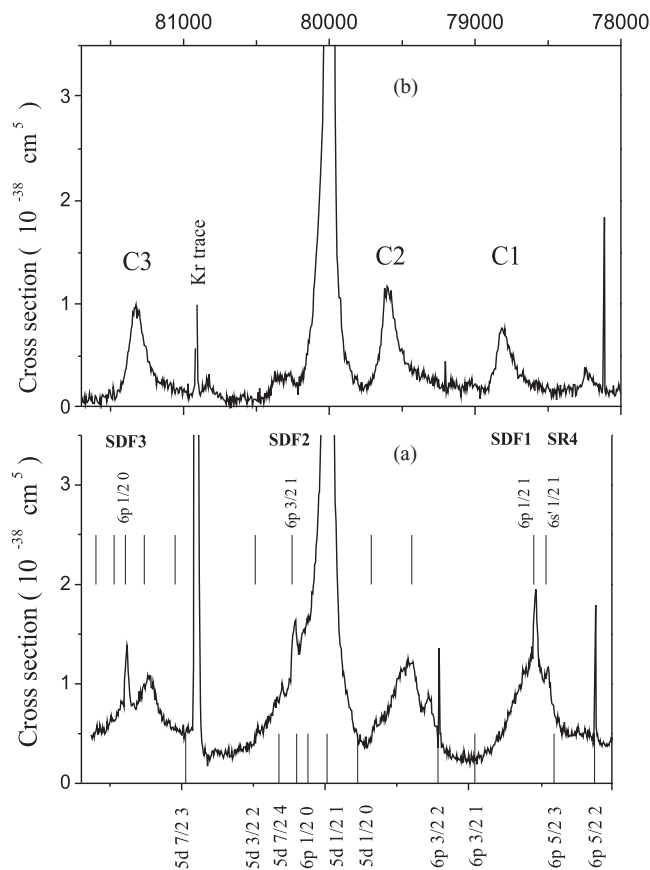 81000 80000 79000 78000
(b)
3
2
1
0
Cross section ( 10 -38 cm 5 )
C3
Kr trace
C2
C1
SDF3 SDF2 (a) SDF1 SR4
3
2
1
0
Cross section ( 10 -38 cm 5 )
6p 1/2 0
6p 3/2 1
6p 1/2 1
6s' 1/2 1
5d 7/2 3
5d 3/2 2
5d 7/2 4
6p 1/2 0
5d 1/2 1
5d 1/2 0
6p 3/2 2
6p 3/2 1
6p 5/2 3
6p 5/2 2